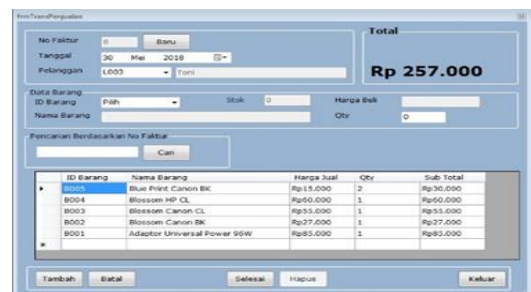 frmTransPenjualan
No Faktur 6 Baru
Tanggal 30 Mei 2018
Pelanggan L003 Toni
Total
Rp 257.000
Data Barang
ID Barang Pilih Stok 0 Harga Beli
Nama Barang Qty 0
Pencarian Berdasarkan No Faktur
Cari
ID Barang Nama Barang Harga Jual Qty Sub Total
B005 Blue Print Canon BK Rp15.000 2 Rp30.000
B004 Blossom HP CL Rp60.000 1 Rp60.000
B003 Blossom Canon CL Rp55.000 1 Rp55.000
B002 Blossom Canon BK Rp27.000 1 Rp27.000
B001 Adaptor Universal Power 96W Rp85.000 1 Rp85.000
Tambah Batal Selesai Hapus Keluar